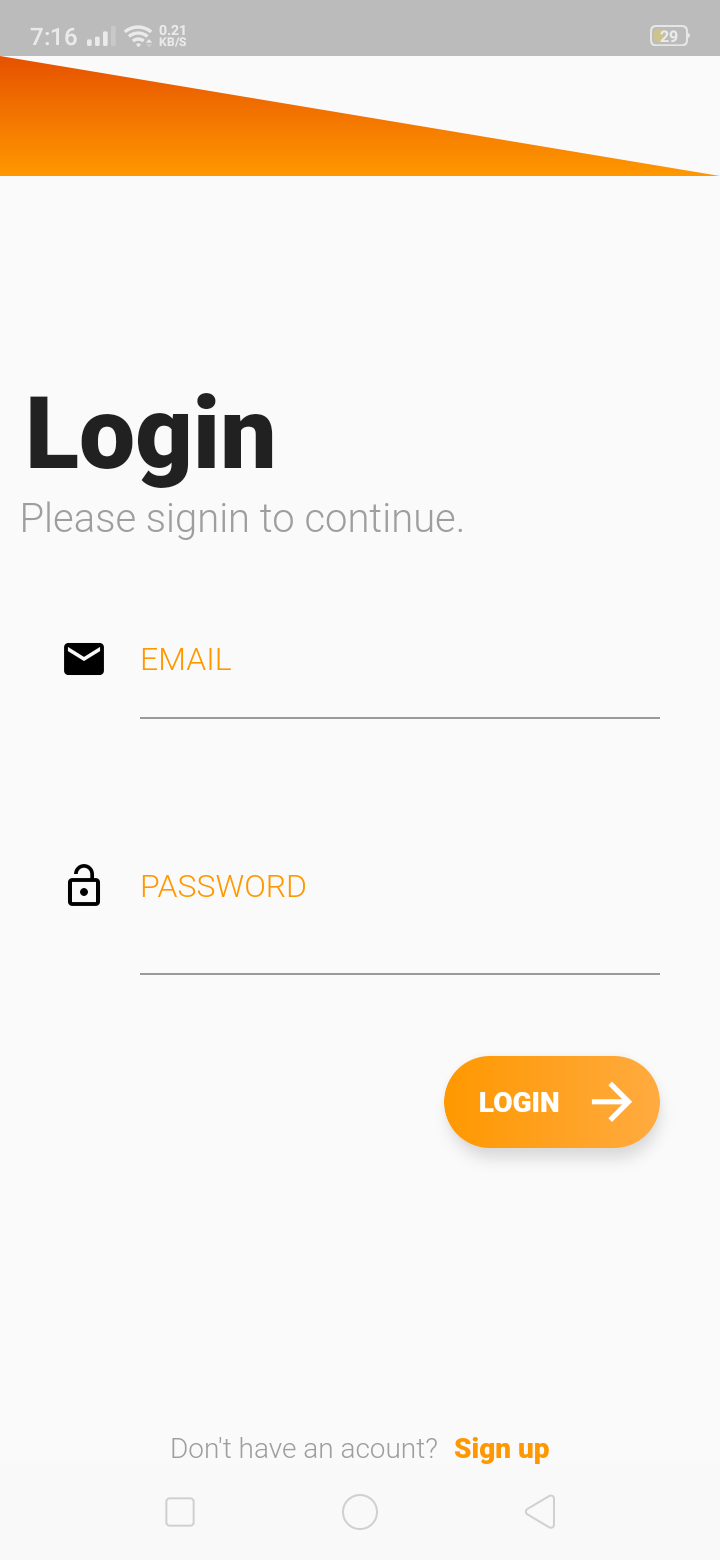 7:16 0.21 KB/S 29
Login
Please signin to continue.
EMAIL
PASSWORD
LOGIN
Don't have an acount? Sign up